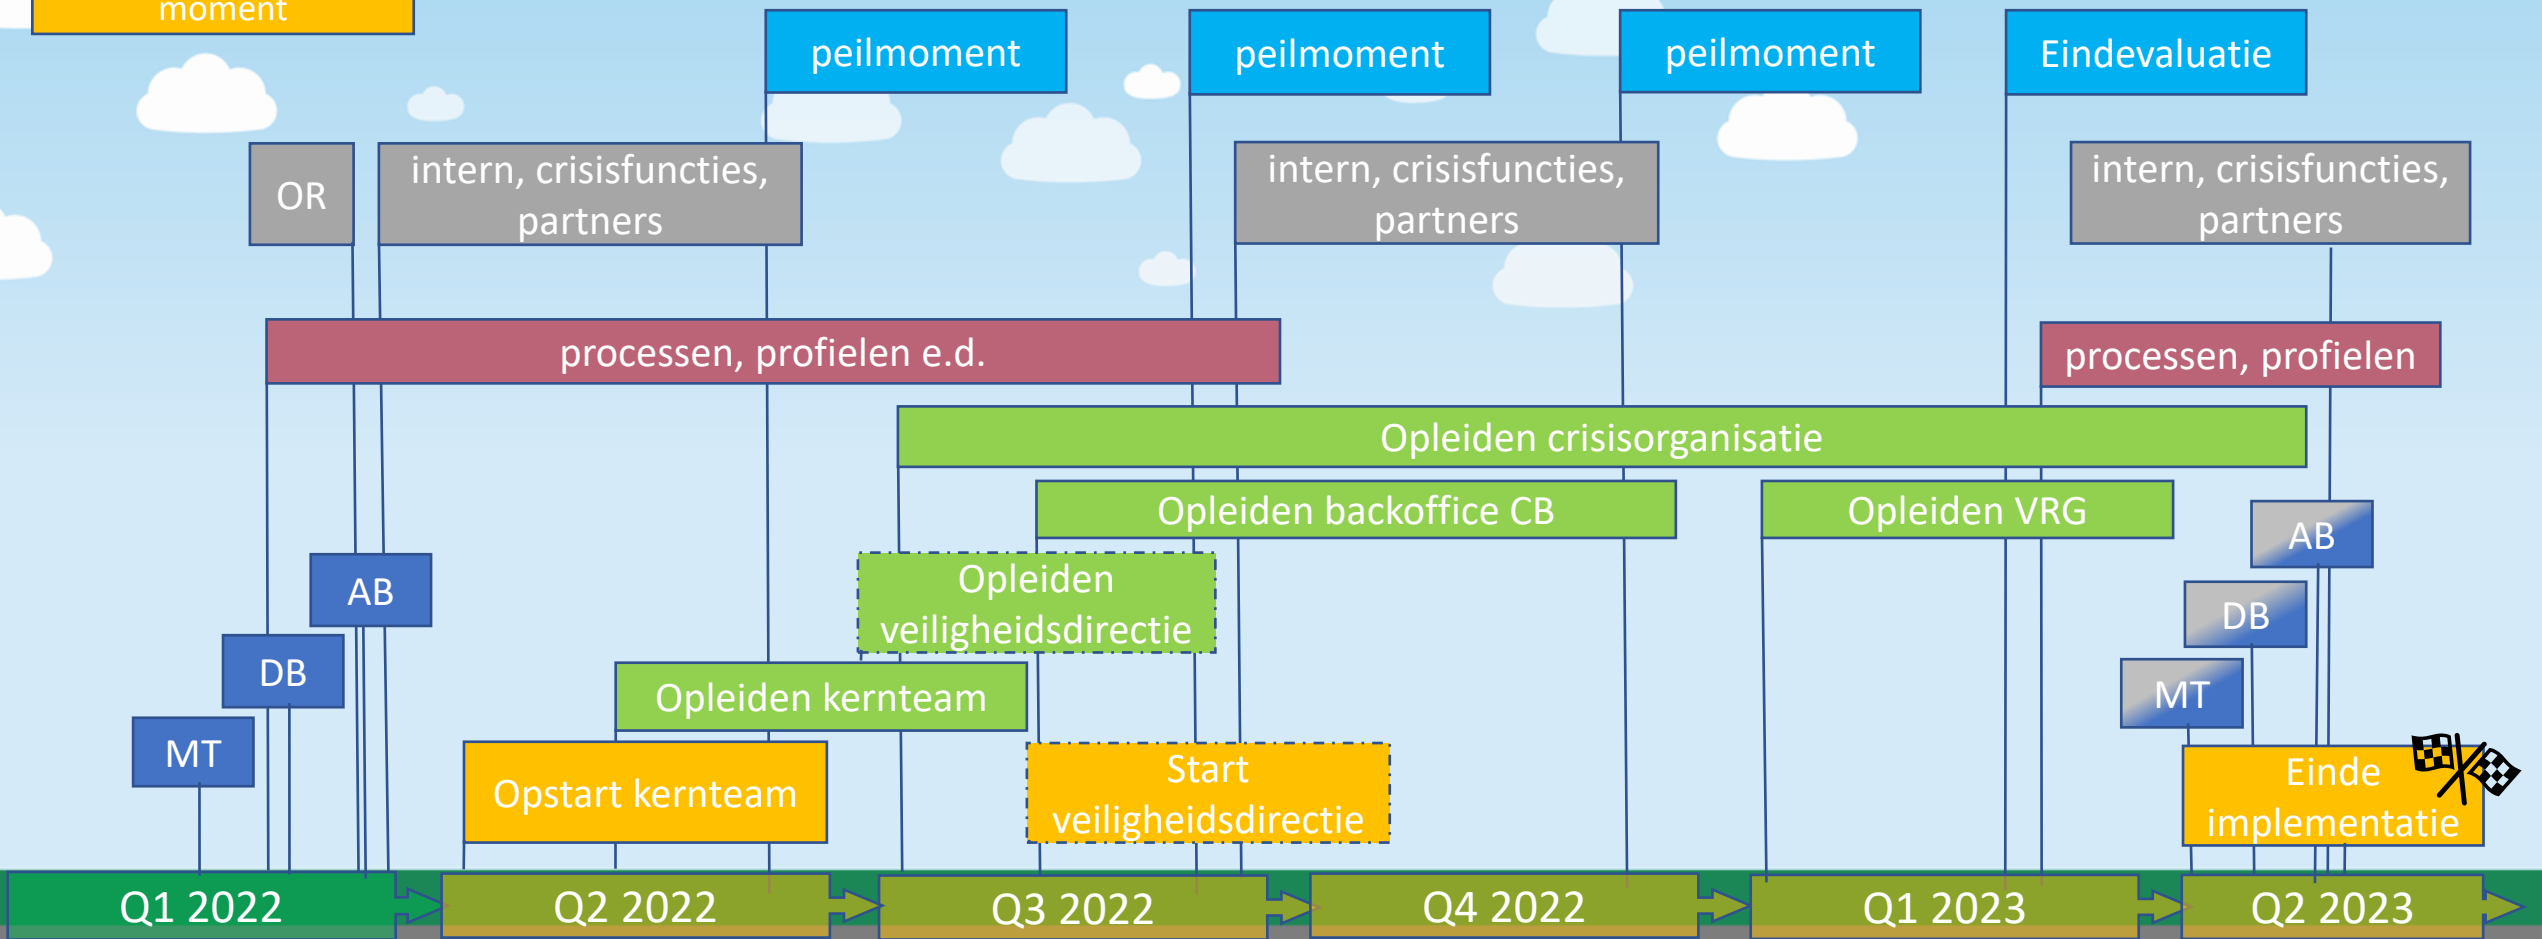 moment
peilmoment
peilmoment
peilmoment
Eindevaluatie
OR
intern, crisisfuncties,
partners
intern, crisisfuncties,
partners
intern, crisisfuncties,
partners
processen, profielen e.d.
processen, profielen
Opleiden crisisorganisatie
Opleiden backoffice CB
Opleiden VRG
AB
AB
Opleiden
veiligheidsdirectie
DB
DB
Opleiden kernteam
MT
MT
Opstart kernteam
Start
veiligheidsdirectie
Einde
implementatie
Q1 2022
Q2 2022
Q3 2022
Q4 2022
Q1 2023
Q2 2023